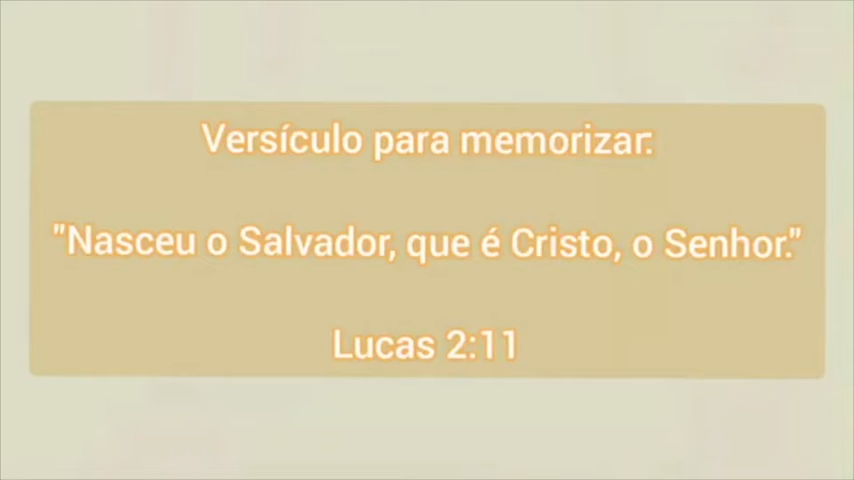 Versículo para memorizar:
"Nasceu o Salvador, que é Cristo, o Senhor."
Lucas 2:11